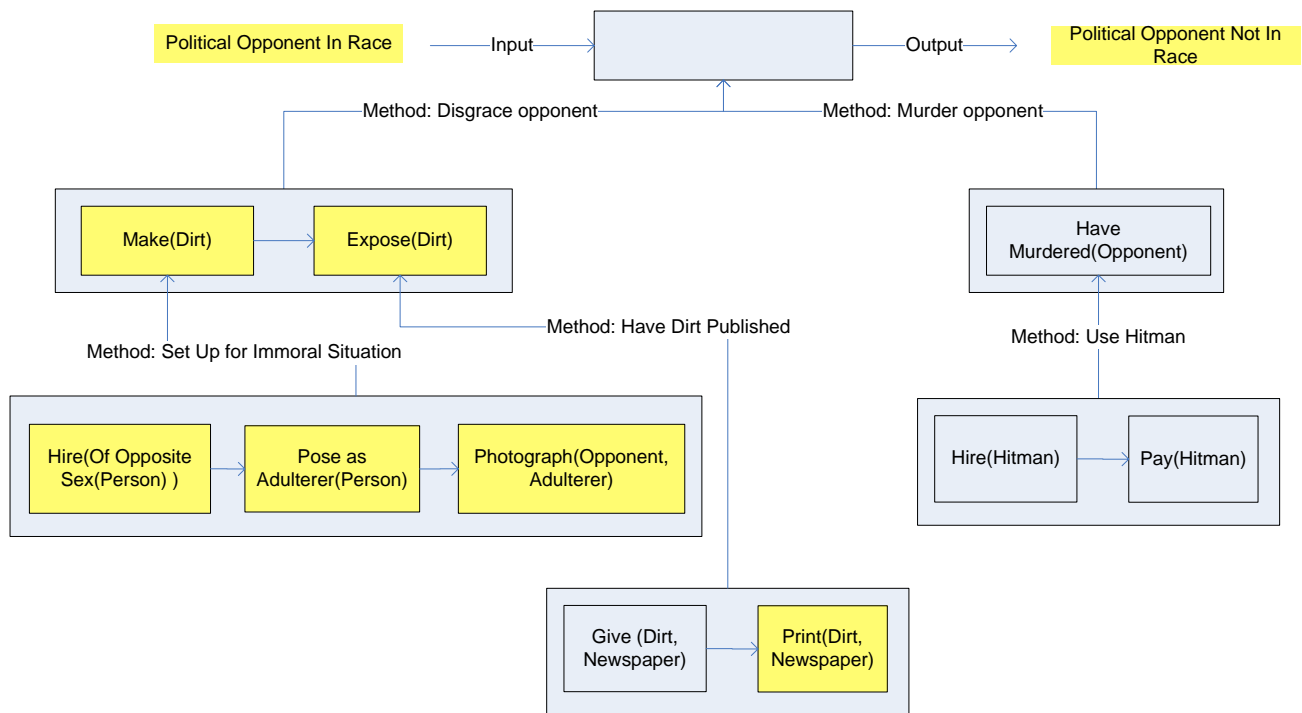 Political Opponent In Race
Input
Output
Political Opponent Not In
Race
Method: Disgrace opponent
Method: Murder opponent
Make(Dirt)
Expose(Dirt)
Have
Murdered(Opponent)
Method: Have Dirt Published
Method: Use Hitman
Method: Set Up for Immoral Situation
Hire(Of Opposite
Sex(Person) )
Pose as
Adulterer(Person)
Photograph(Opponent,
Adulterer)
Hire(Hitman)
Pay(Hitman)
Give (Dirt,
Newspaper)
Print(Dirt,
Newspaper)